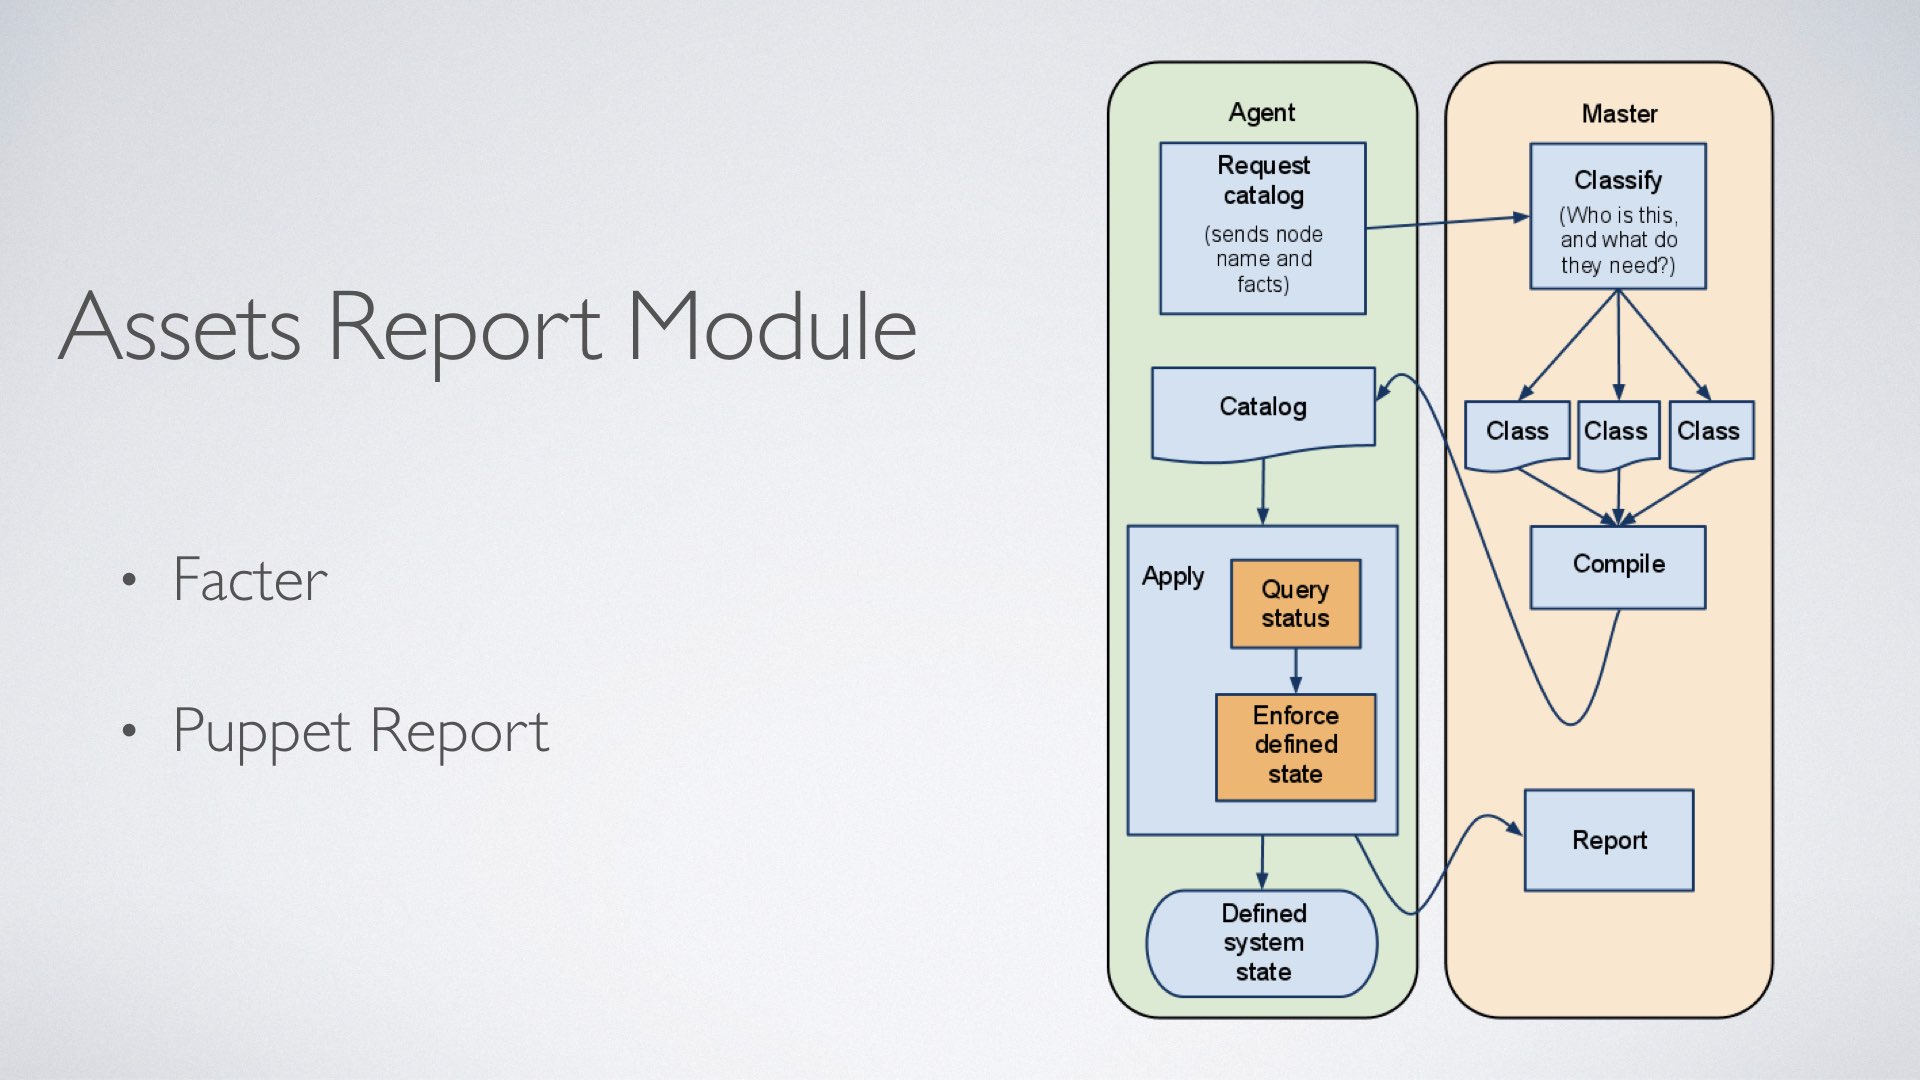 Assets Report Module
• Facter
• Puppet Report
Agent
Request
catalog
(sends node
name and
facts)
Catalog
Apply
Query
status
Enforce
defined
state
Defined
system
state
Master
Classify
(Who is this,
and what do
they need?)
Class Class Class
Compile
Report